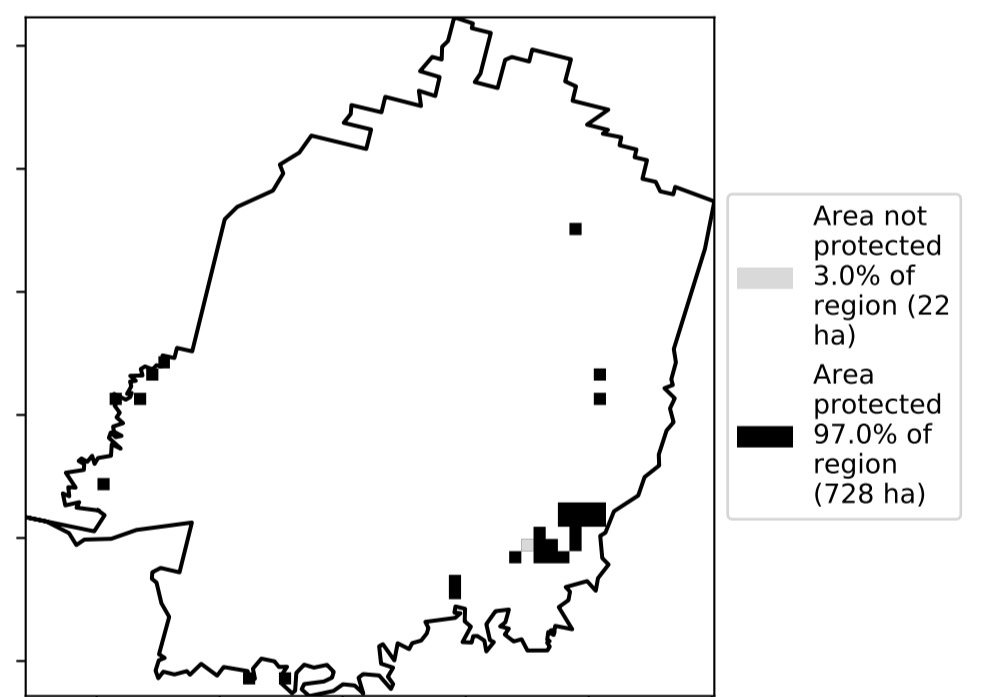 Area not
protected
3.0% of
region (22
ha)
Area
protected
97.0% of
region
(728 ha)